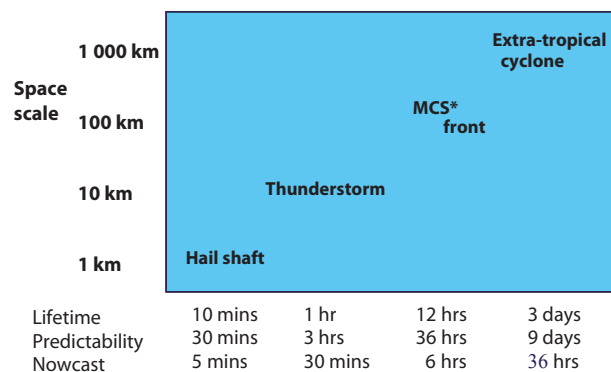 1 000 km
Extra-tropical
cyclone
Space
scale
100 km
MCS*
front
10 km
Thunderstorm
1 km
Hail shaft
Lifetime 10 mins 1 hr 12 hrs 3 days
Predictability 30 mins 3 hrs 36 hrs 9 days
Nowcast 5 mins 30 mins 6 hrs 36 hrs